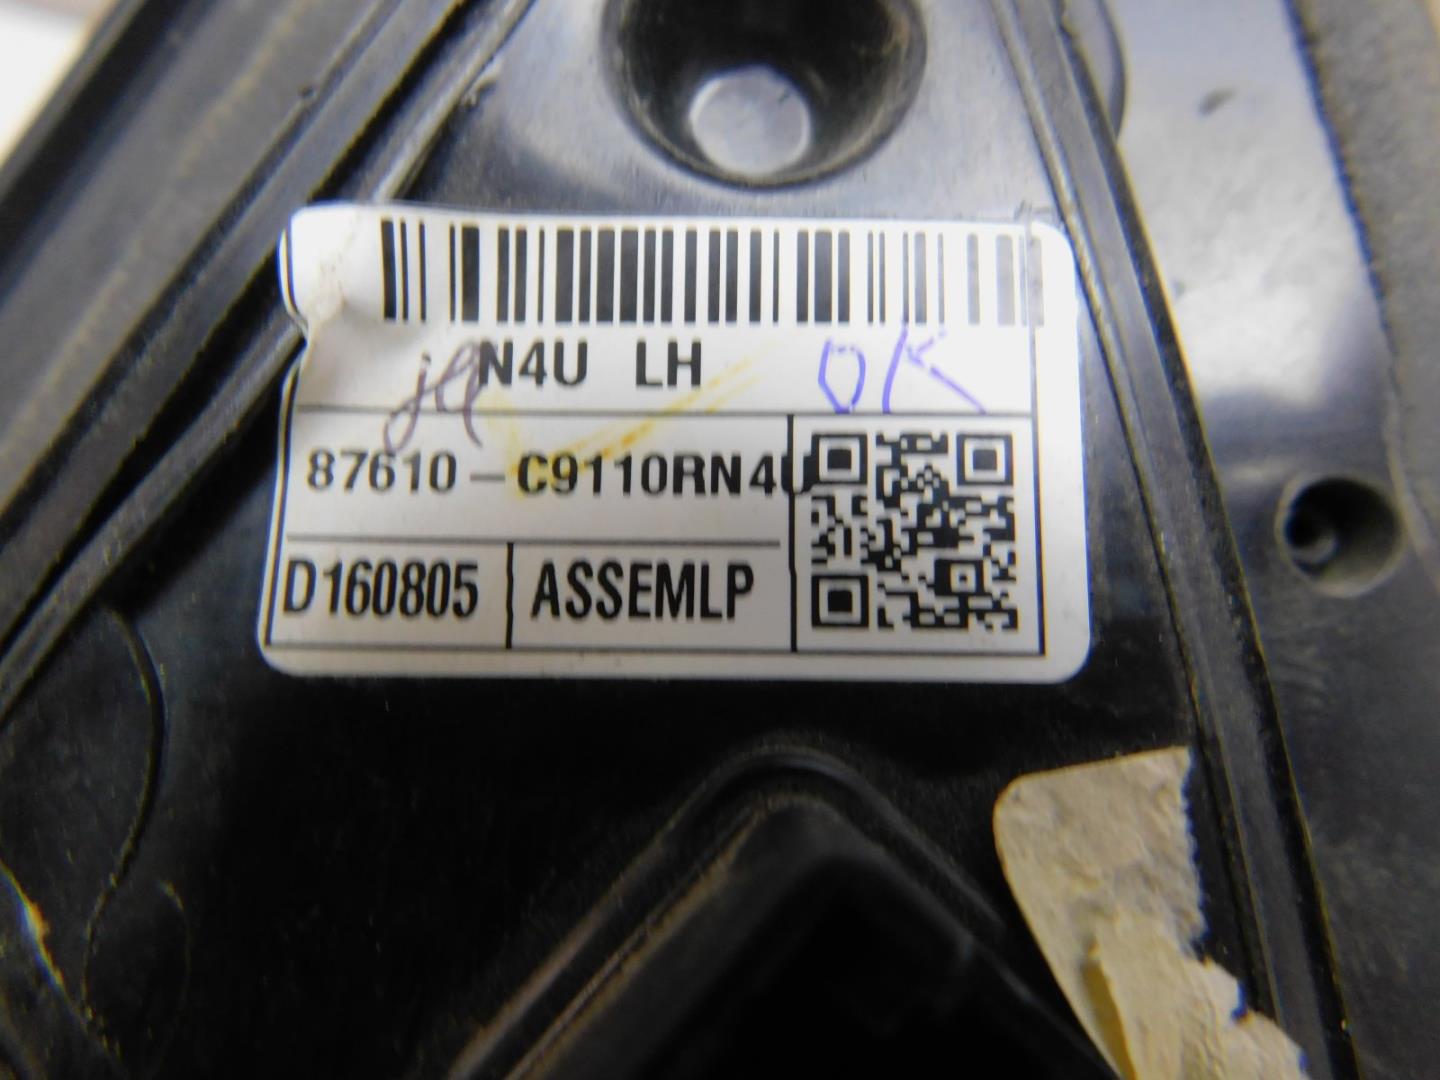 N4U LH OK
87610-C9110RN4U
D160805 ASSEMLP